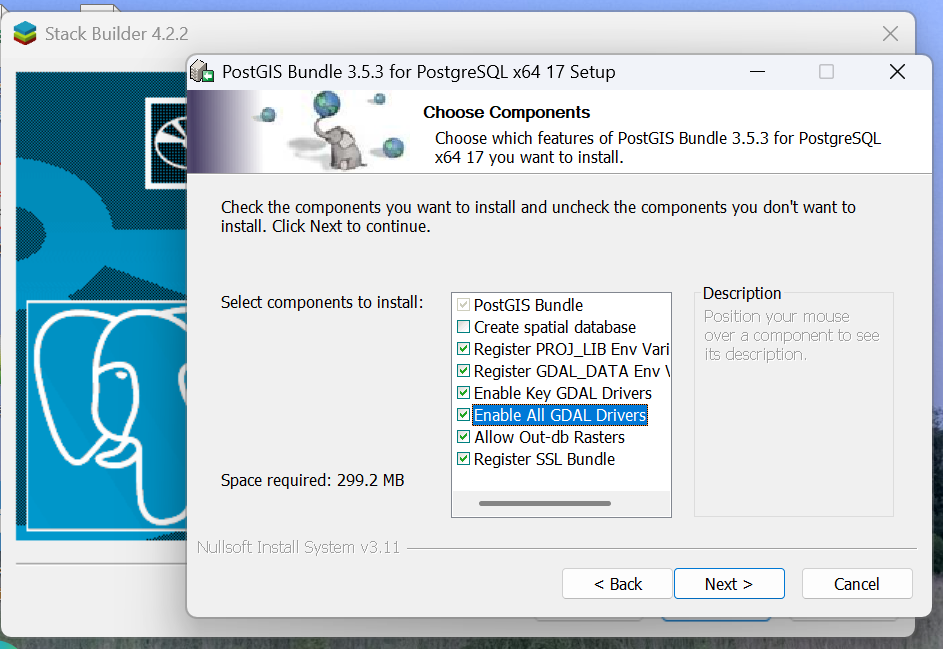 Stack Builder 4.2.2
PostGIS Bundle 3.5.3 for PostgreSQL x64 17 Setup
Choose Components
Choose which features of PostGIS Bundle 3.5.3 for PostgreSQL
x64 17 you want to install.
Check the components you want to install and uncheck the components you don't want to
install. Click Next to continue.
Select components to install:
PostGIS Bundle
Create spatial database
Register PROJ_LIB Env Vari
Register GDAL_DATA Env V
Enable Key GDAL Drivers
Enable All GDAL Drivers
Allow Out-db Rasters
Register SSL Bundle
Description
Position your mouse
over a component to see
its description.
Space required: 299.2 MB
Nullsoft Install System v3.11
< Back
Next >
Cancel